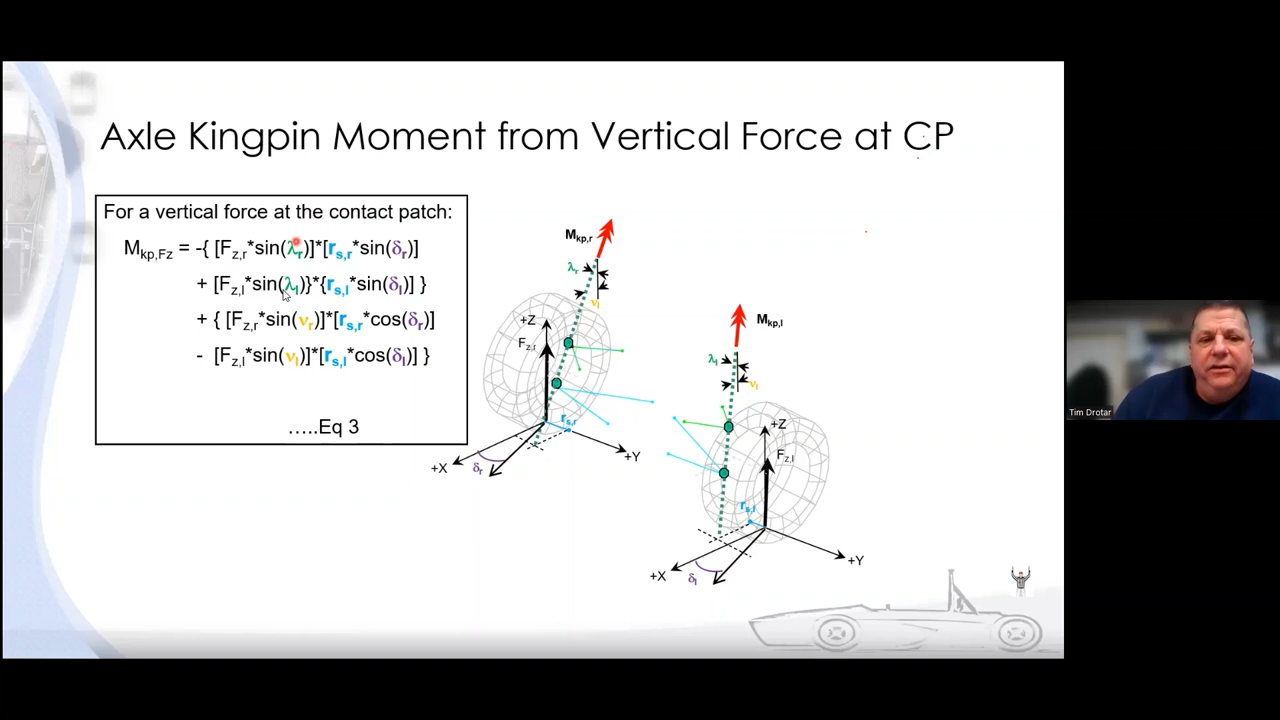 Axle Kingpin Moment from Vertical Force at CP
For a vertical force at the contact patch:
M_kp,Fz = -{ [F_z,r*sin(λ_r)]*[r_s,r*sin(δ_r)]
+ [F_z,l*sin(λ_l)}*{r_s,l*sin(δ_l)] }
+ { [F_z,r*sin(ν_r)]*[r_s,r*cos(δ_r)]
- [F_z,l*sin(ν_l)]*[r_s,l*cos(δ_l)] }
…..Eq 3
M_kp,r
λ_r
ν_l
+Z
F_z,r
r_s,r
+X
δ_r
+Y
M_kp,l
λ_l
ν_l
+Z
F_z,l
r_s,l
+X
δ_l
+Y
Tim Drotar